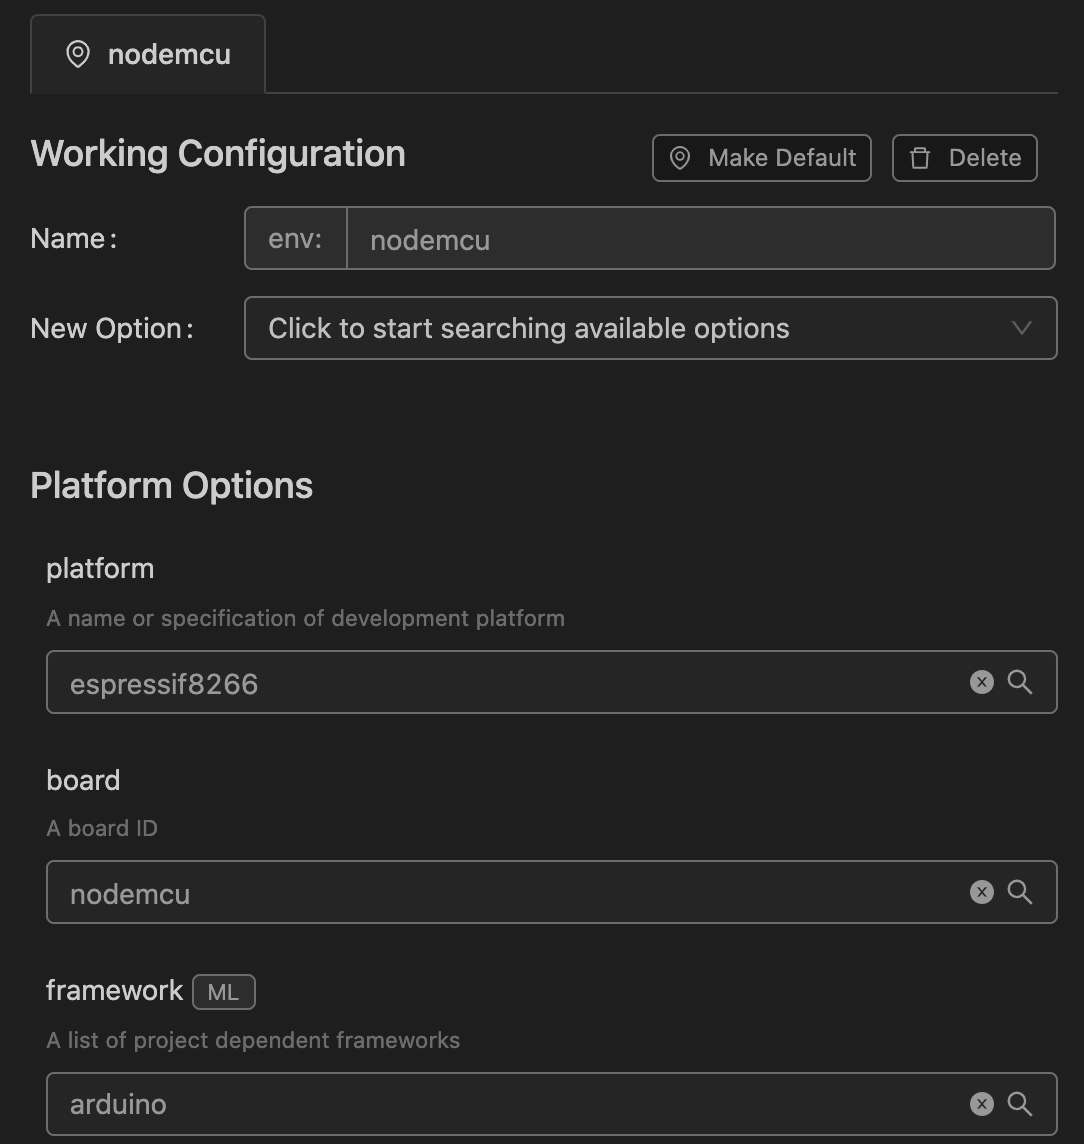 nodemcu
Working Configuration
Make Default
Delete
Name:
env:
nodemcu
New Option:
Click to start searching available options
Platform Options
platform
A name or specification of development platform
espressif8266
board
A board ID
nodemcu
framework ML
A list of project dependent frameworks
arduino